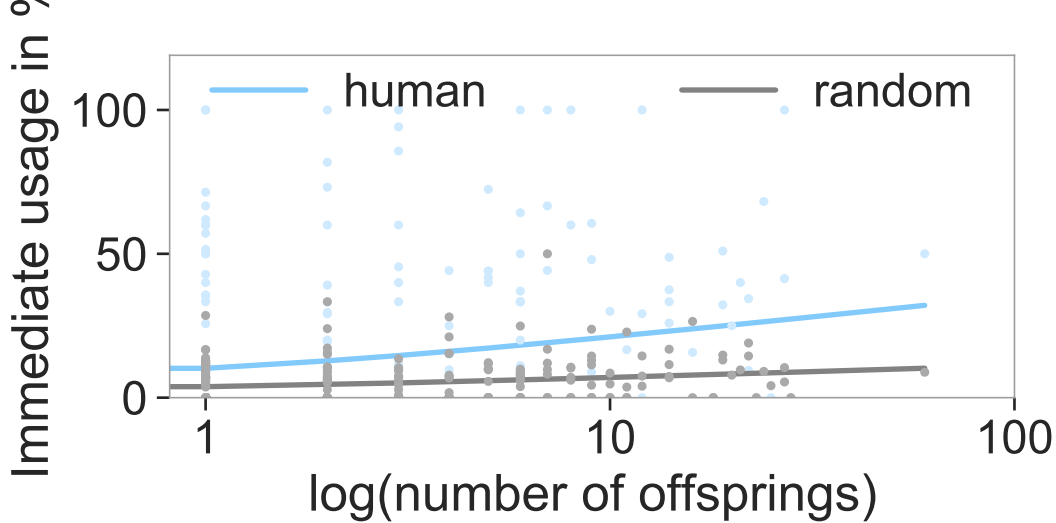 Immediate usage in %
human
random
100
50
0
1
10
100
log(number of offsprings)